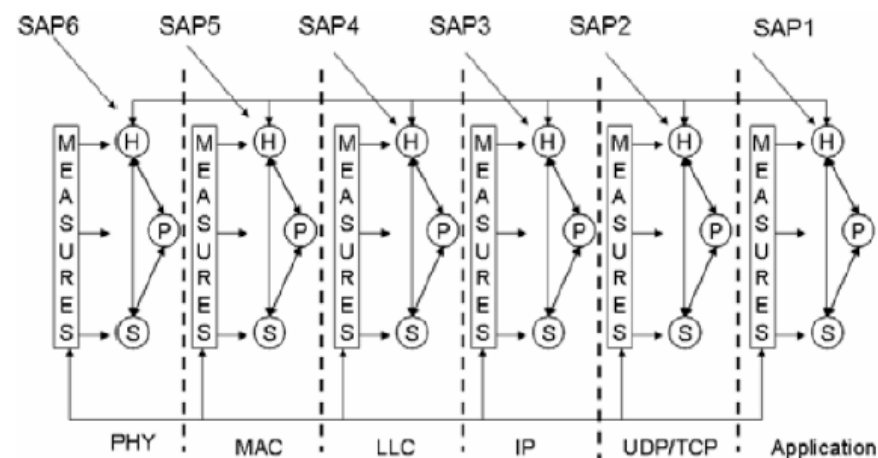 SAP6 SAP5 SAP4 SAP3 SAP2 SAP1
H H H H H H
MEASURES MEASURES MEASURES MEASURES MEASURES MEASURES
P P P P P P
S S S S S S
PHY MAC LLC IP UDP/TCP Application